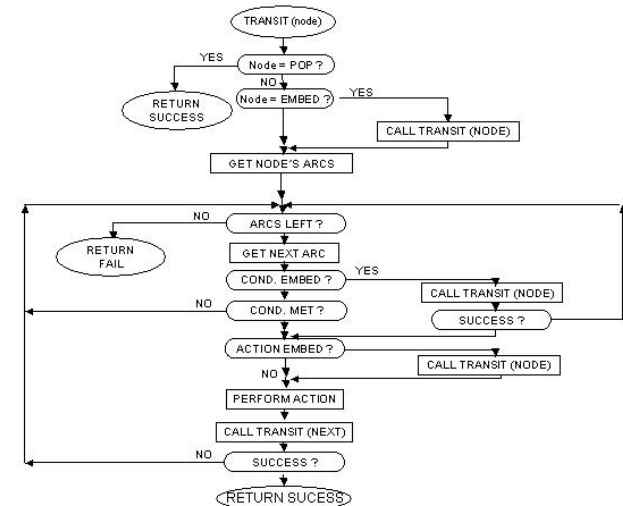 TRANSIT (node)
YES
Node = POP ?
NO
RETURN
SUCCESS
Node = EMBED ?
YES
CALL TRANSIT (NODE)
GET NODE'S ARCS
NO
ARCS LEFT ?
RETURN
FAIL
GET NEXT ARC
COND. EMBED ?
YES
CALL TRANSIT (NODE)
NO
COND. MET ?
SUCCESS ?
ACTION EMBED ?
CALL TRANSIT (NODE)
NO
PERFORM ACTION
CALL TRANSIT (NEXT)
NO
SUCCESS ?
RETURN SUCESS